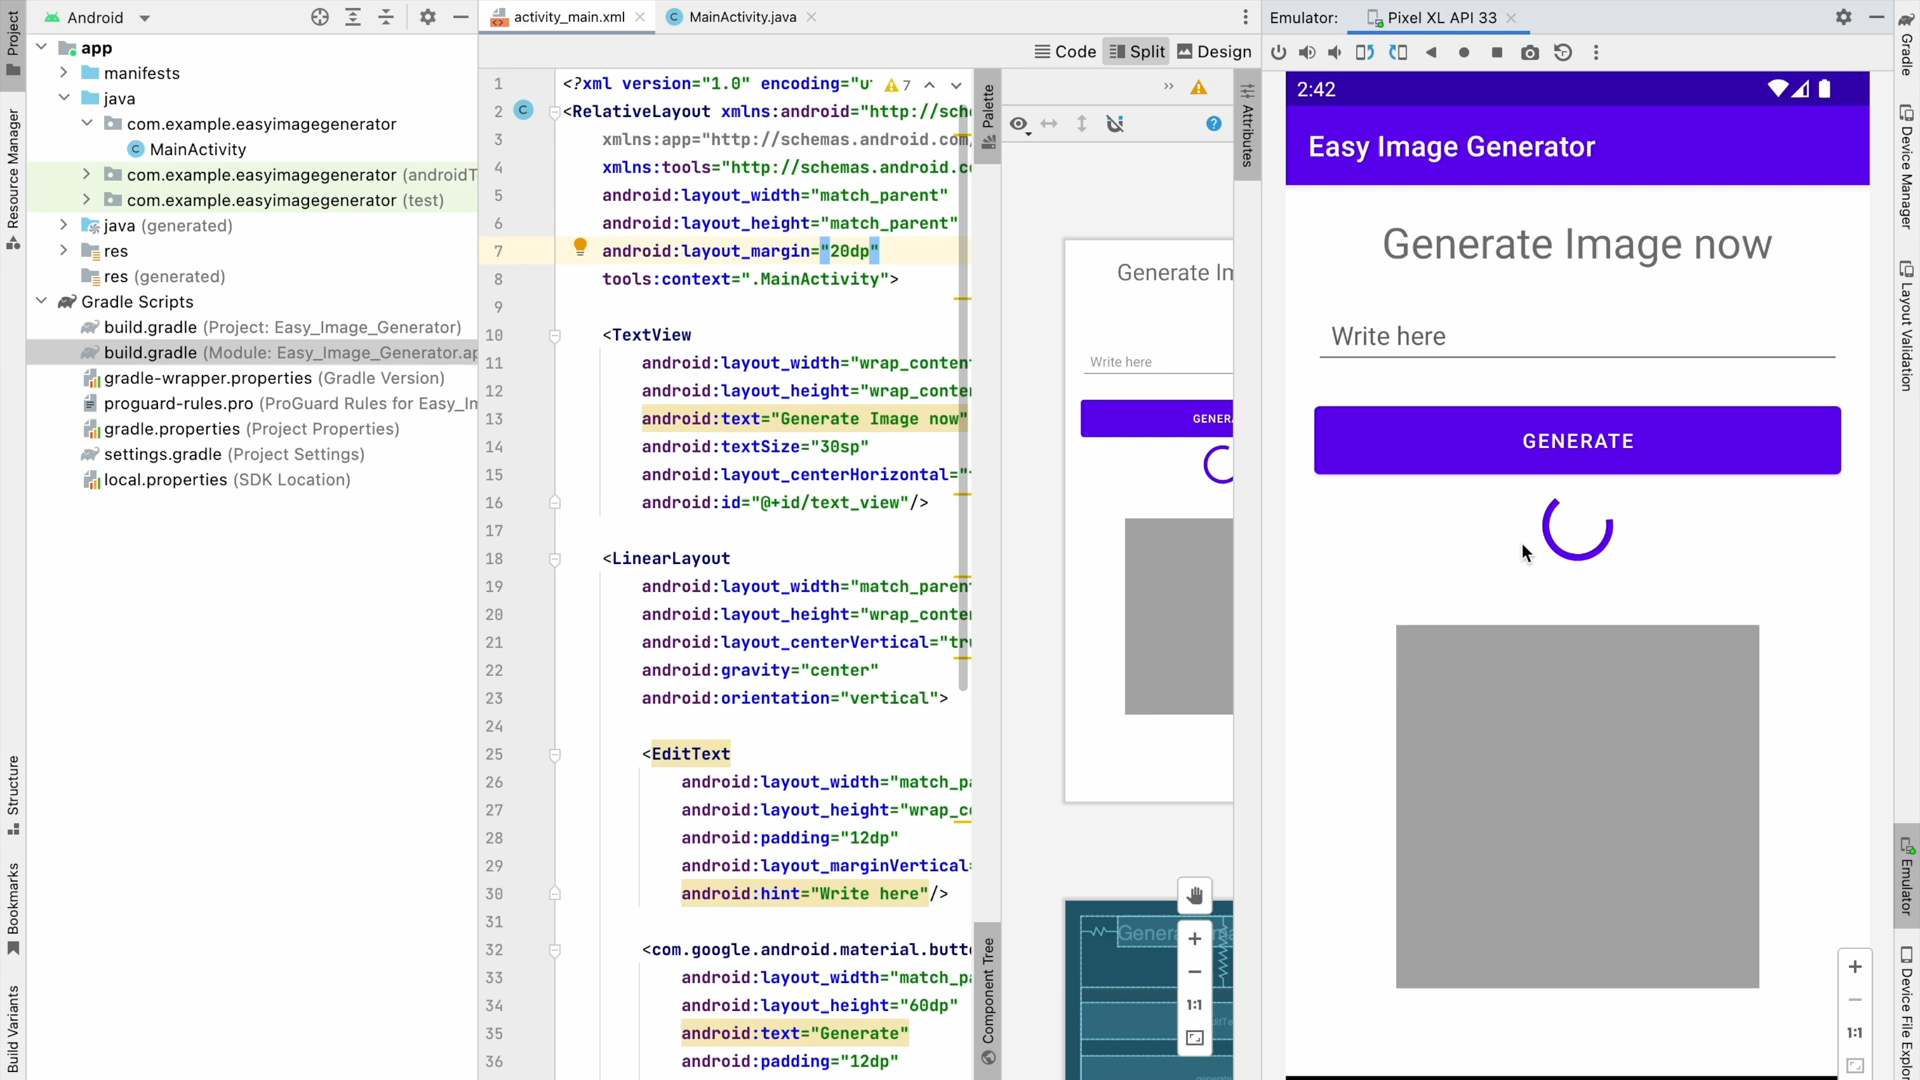 Android
activity_main.xml
MainActivity.java
Emulator:
Pixel XL API 33
Code
Split
Design
Project
Resource Manager
Structure
Bookmarks
Build Variants
app
manifests
java
com.example.easyimagegenerator
MainActivity
com.example.easyimagegenerator (androidT
com.example.easyimagegenerator (test)
java (generated)
res
res (generated)
Gradle Scripts
build.gradle (Project: Easy_Image_Generator)
build.gradle (Module: Easy_Image_Generator.ap
gradle-wrapper.properties (Gradle Version)
proguard-rules.pro (ProGuard Rules for Easy_In
gradle.properties (Project Properties)
settings.gradle (Project Settings)
local.properties (SDK Location)
1 <?xml version="1.0" encoding="u
7
2 <RelativeLayout xmlns:android="http://sch
3 xmlns:app="http://schemas.android.com
4 xmlns:tools="http://schemas.android.c
5 android:layout_width="match_parent"
6 android:layout_height="match_parent"
7 android:layout_margin="20dp"
8 tools:context=".MainActivity">
9
10 <TextView
11 android:layout_width="wrap_conten
12 android:layout_height="wrap_conte
13 android:text="Generate Image now"
14 android:textSize="30sp"
15 android:layout_centerHorizontal="
16 android:id="@+id/text_view"/>
17
18 <LinearLayout
19 android:layout_width="match_paren
20 android:layout_height="wrap_conte
21 android:layout_centerVertical="tr
22 android:gravity="center"
23 android:orientation="vertical">
24
25 <EditText
26 android:layout_width="match_pa
27 android:layout_height="wrap_co
28 android:padding="12dp"
29 android:layout_marginVertical=
30 android:hint="Write here"/>
31
32 <com.google.android.material.butto
33 android:layout_width="match_pa
34 android:layout_height="60dp"
35 android:text="Generate"
36 android:padding="12dp"
Palette
Component Tree
Attributes
Generate Im
Write here
GENERA
1:1
2:42
Easy Image Generator
Generate Image now
Write here
GENERATE
1:1
Gradle
Device Manager
Layout Validation
Emulator
Device File Explor